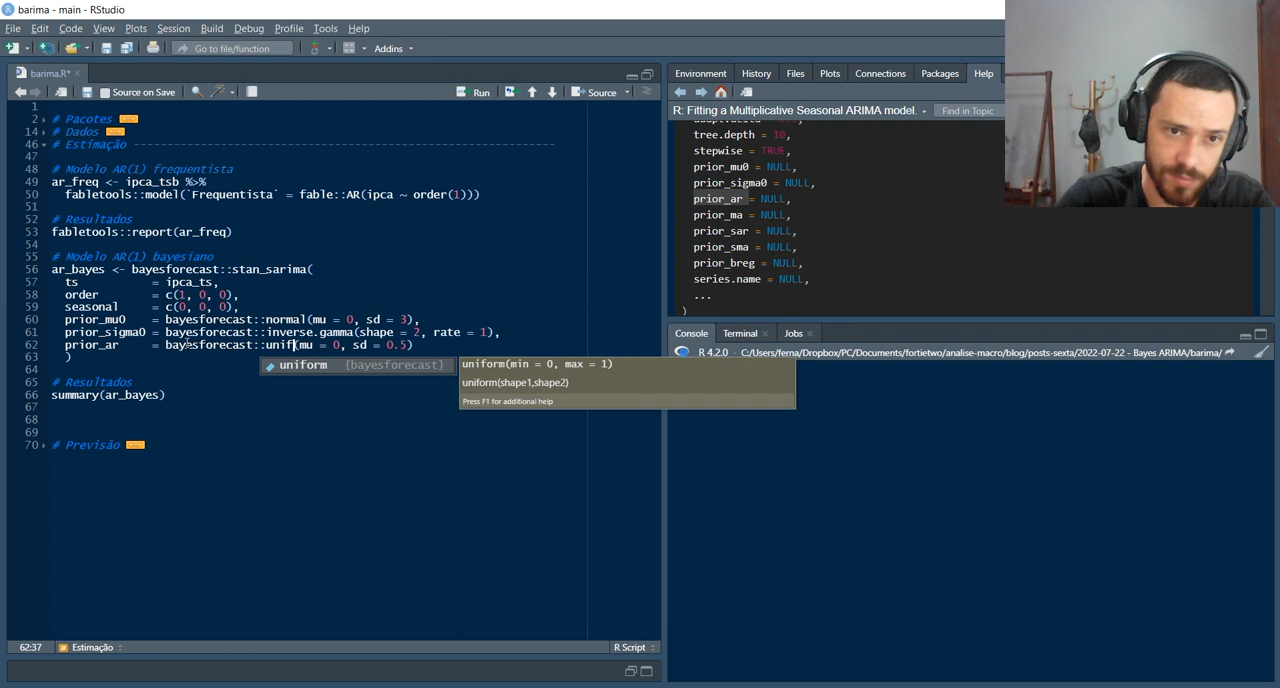 barima - main - RStudio
File Edit Code View Plots Session Build Debug Profile Tools Help
Go to file/function
Addins
barima.R*
Source on Save
Run
Source
1
2 # Pacotes
14 # Dados
46 # Estimação ----------------------------------------------------------------
47
48 # Modelo AR(1) frequentista
49 ar_freq <- ipca_tsb %>%
50 fabletools::model(`Frequentista` = fable::AR(ipca ~ order(1)))
51
52 # Resultados
53 fabletools::report(ar_freq)
54
55 # Modelo AR(1) bayesiano
56 ar_bayes <- bayesforecast::stan_sarima(
57 ts = ipca_ts,
58 order = c(1, 0, 0),
59 seasonal = c(0, 0, 0),
60 prior_mu0 = bayesforecast::normal(mu = 0, sd = 3),
61 prior_sigma0 = bayesforecast::inverse.gamma(shape = 2, rate = 1),
62 prior_ar = bayesforecast::unif(mu = 0, sd = 0.5)
63 )
64
65 # Resultados
66 summary(ar_bayes)
67
68
69
70 # Previsão
uniform {bayesforecast}
uniform(min = 0, max = 1)
uniform(shape1,shape2)
Press F1 for additional help
62:37 # Estimação R Script
Environment History Files Plots Connections Packages Help
R: Fitting a Multiplicative Seasonal ARIMA model. Find in Topic
tree.depth = 10,
stepwise = TRUE,
prior_mu0 = NULL,
prior_sigma0 = NULL,
prior_ar = NULL,
prior_ma = NULL,
prior_sar = NULL,
prior_sma = NULL,
prior_breg = NULL,
series.name = NULL,
...
)
Console Terminal Jobs
R 4.2.0 · C:/Users/ferna/Dropbox/PC/Documents/fortietwo/analise-macro/blog/posts-sexta/2022-07-22 - Bayes ARIMA/barima/